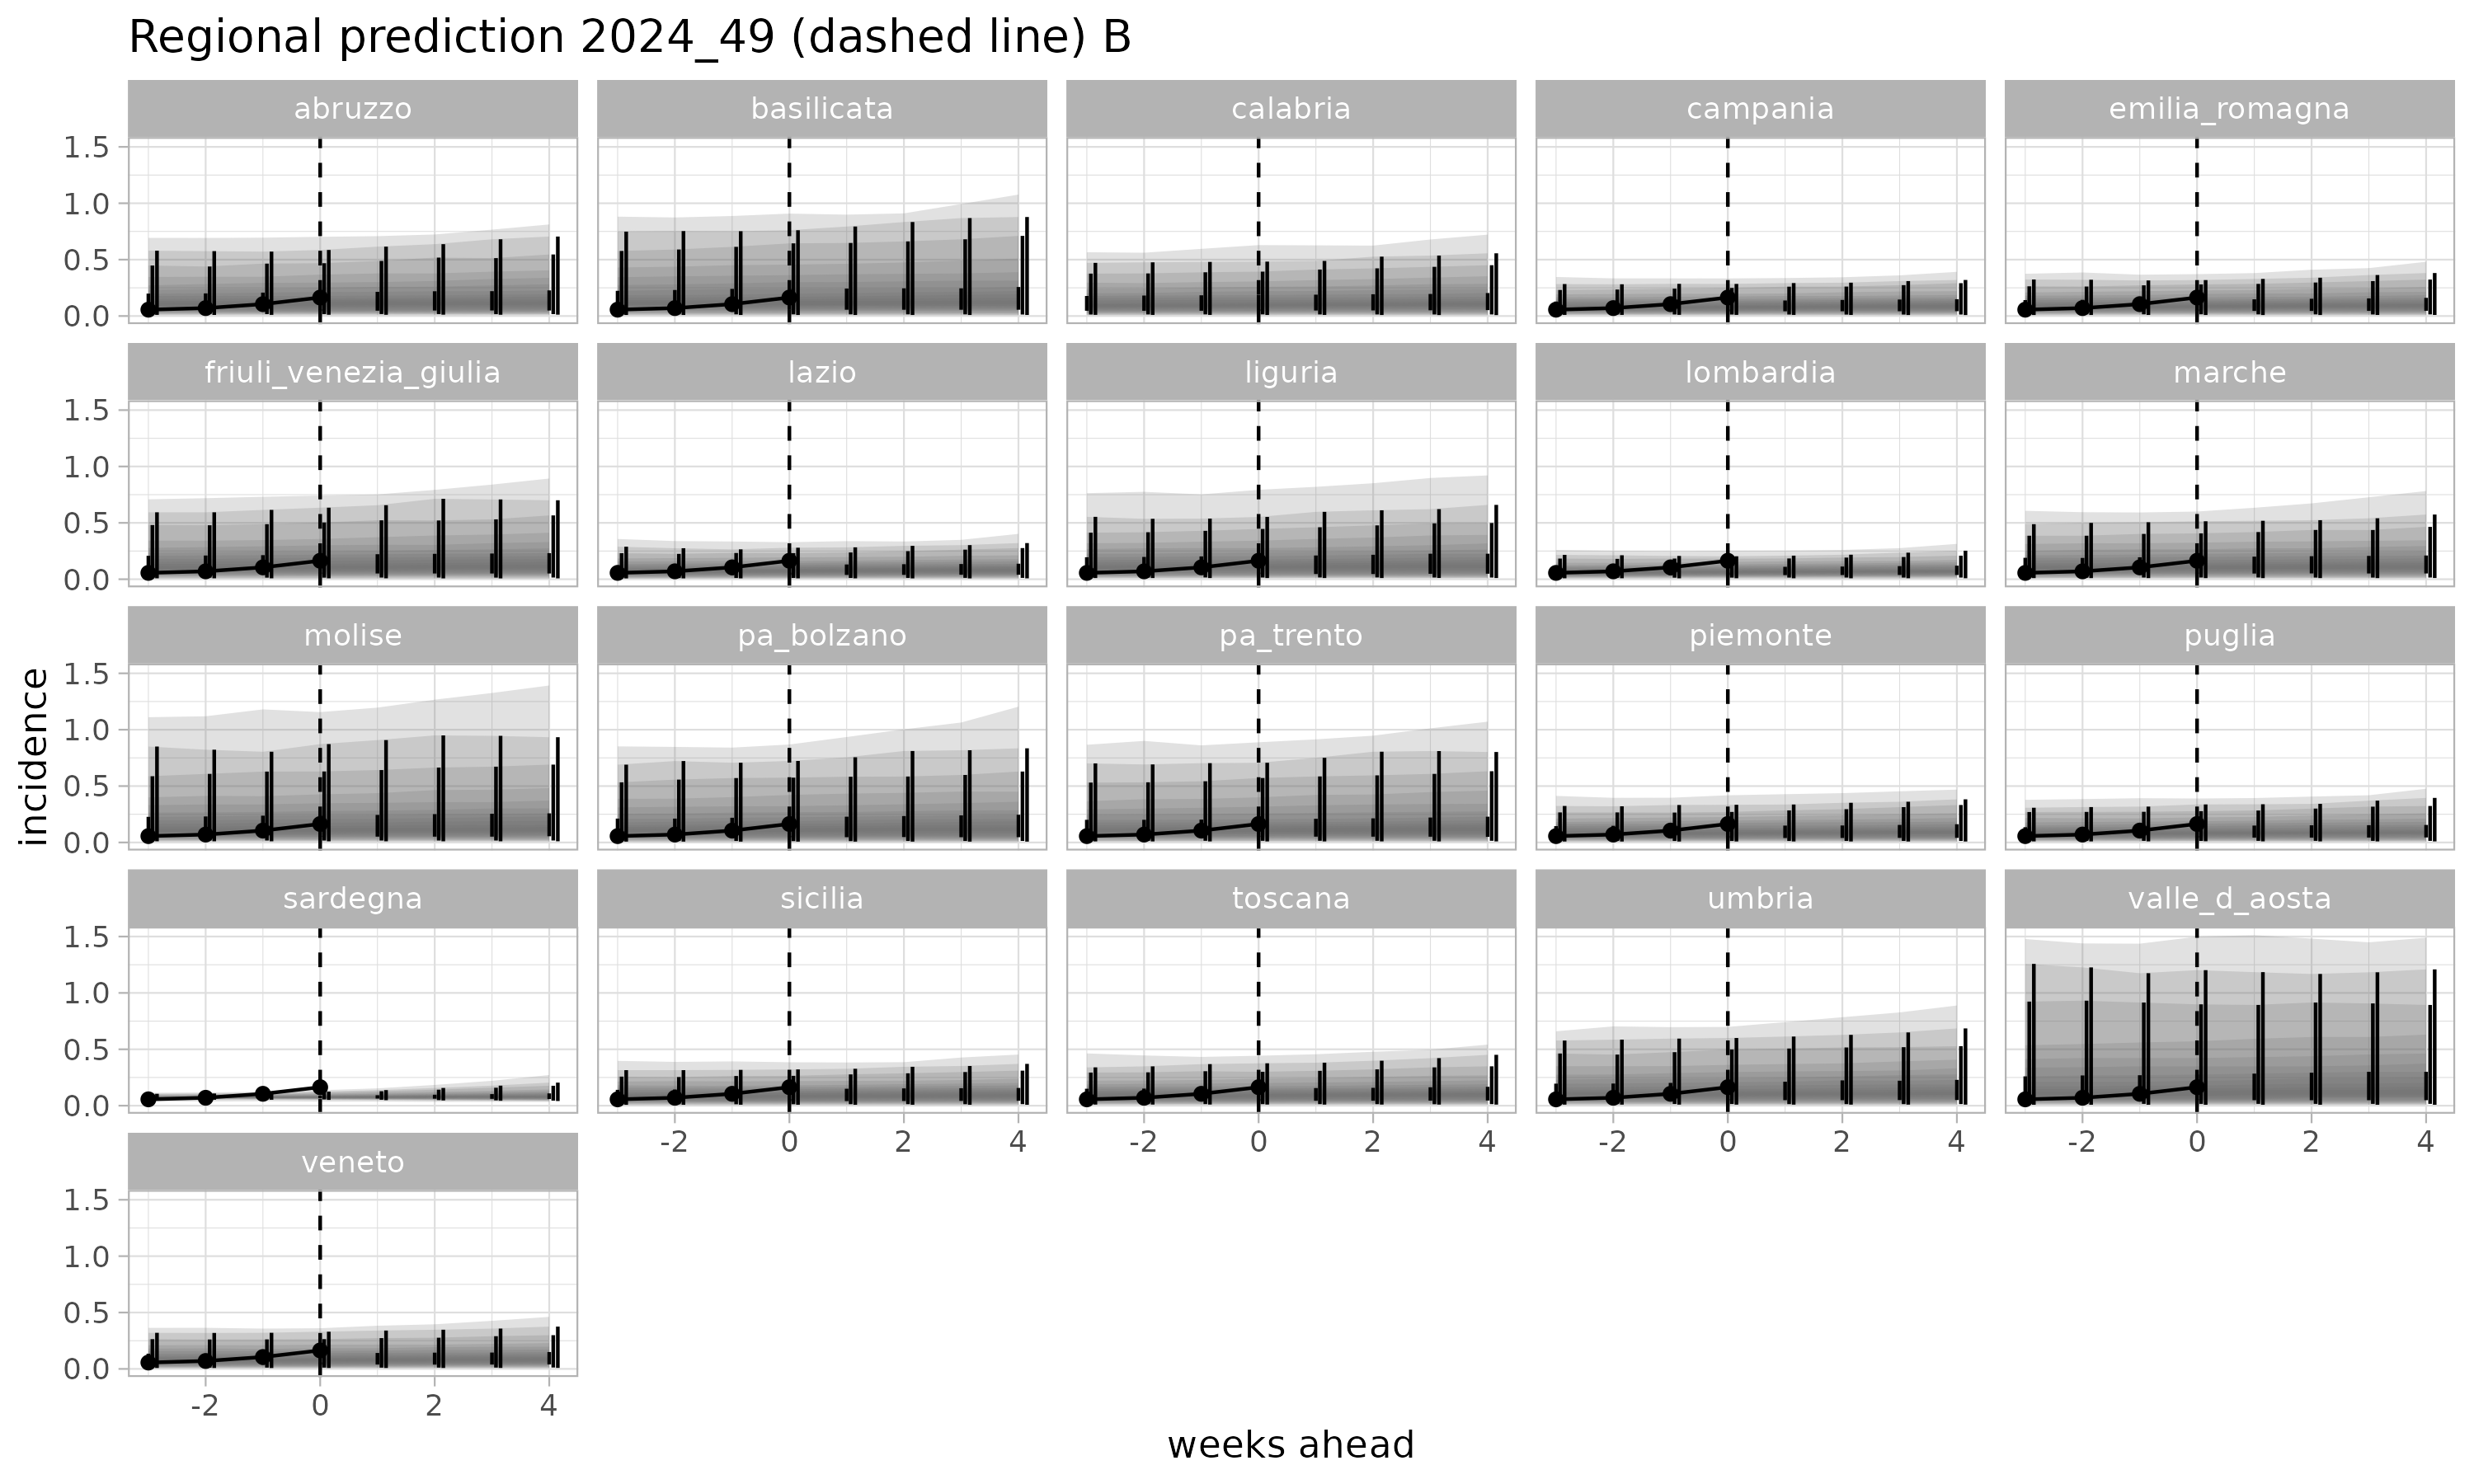 Regional prediction 2024_49 (dashed line) B
abruzzo basilicata calabria campania emilia_romagna
1.5
1.0
0.5
0.0
friuli_venezia_giulia lazio liguria lombardia marche
1.5
1.0
0.5
0.0
molise pa_bolzano pa_trento piemonte puglia
1.5
1.0
0.5
0.0
incidence
sardegna sicilia toscana umbria valle_d_aosta
1.5
1.0
0.5
0.0
-2 0 2 4 -2 0 2 4 -2 0 2 4 -2 0 2 4
veneto
1.5
1.0
0.5
0.0
-2 0 2 4
weeks ahead